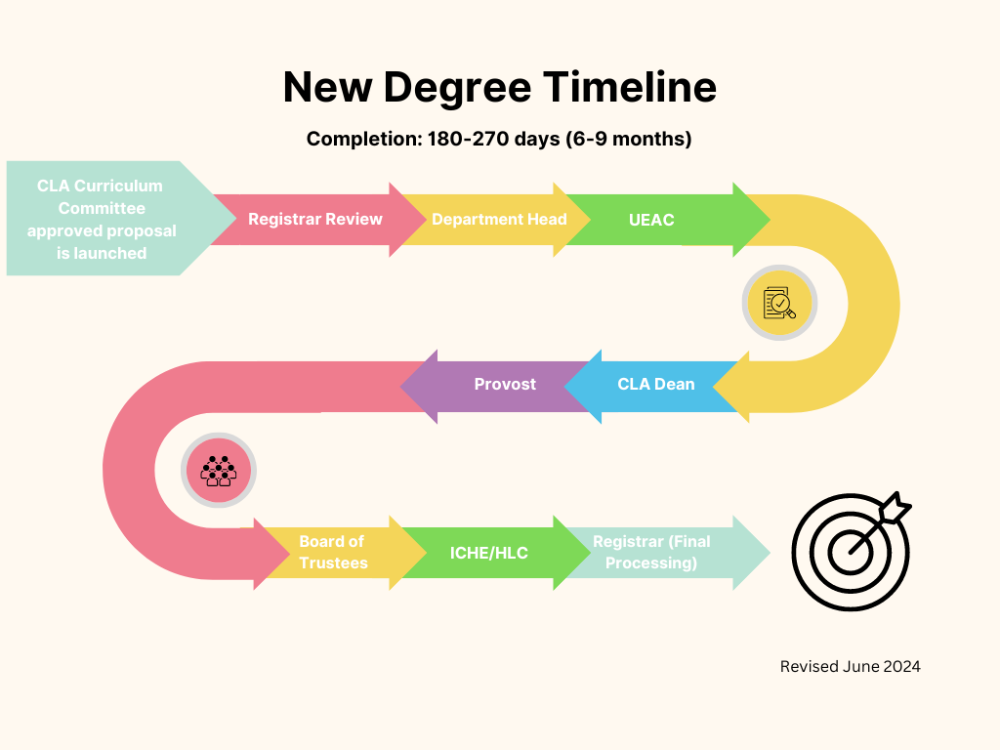 New Degree Timeline
Completion: 180-270 days (6-9 months)
CLA Curriculum
Committee
approved proposal
is launched
Registrar Review
Department Head
UEAC
CLA Dean
Provost
Board of
Trustees
ICHE/HLC
Registrar (Final
Processing)
Revised June 2024